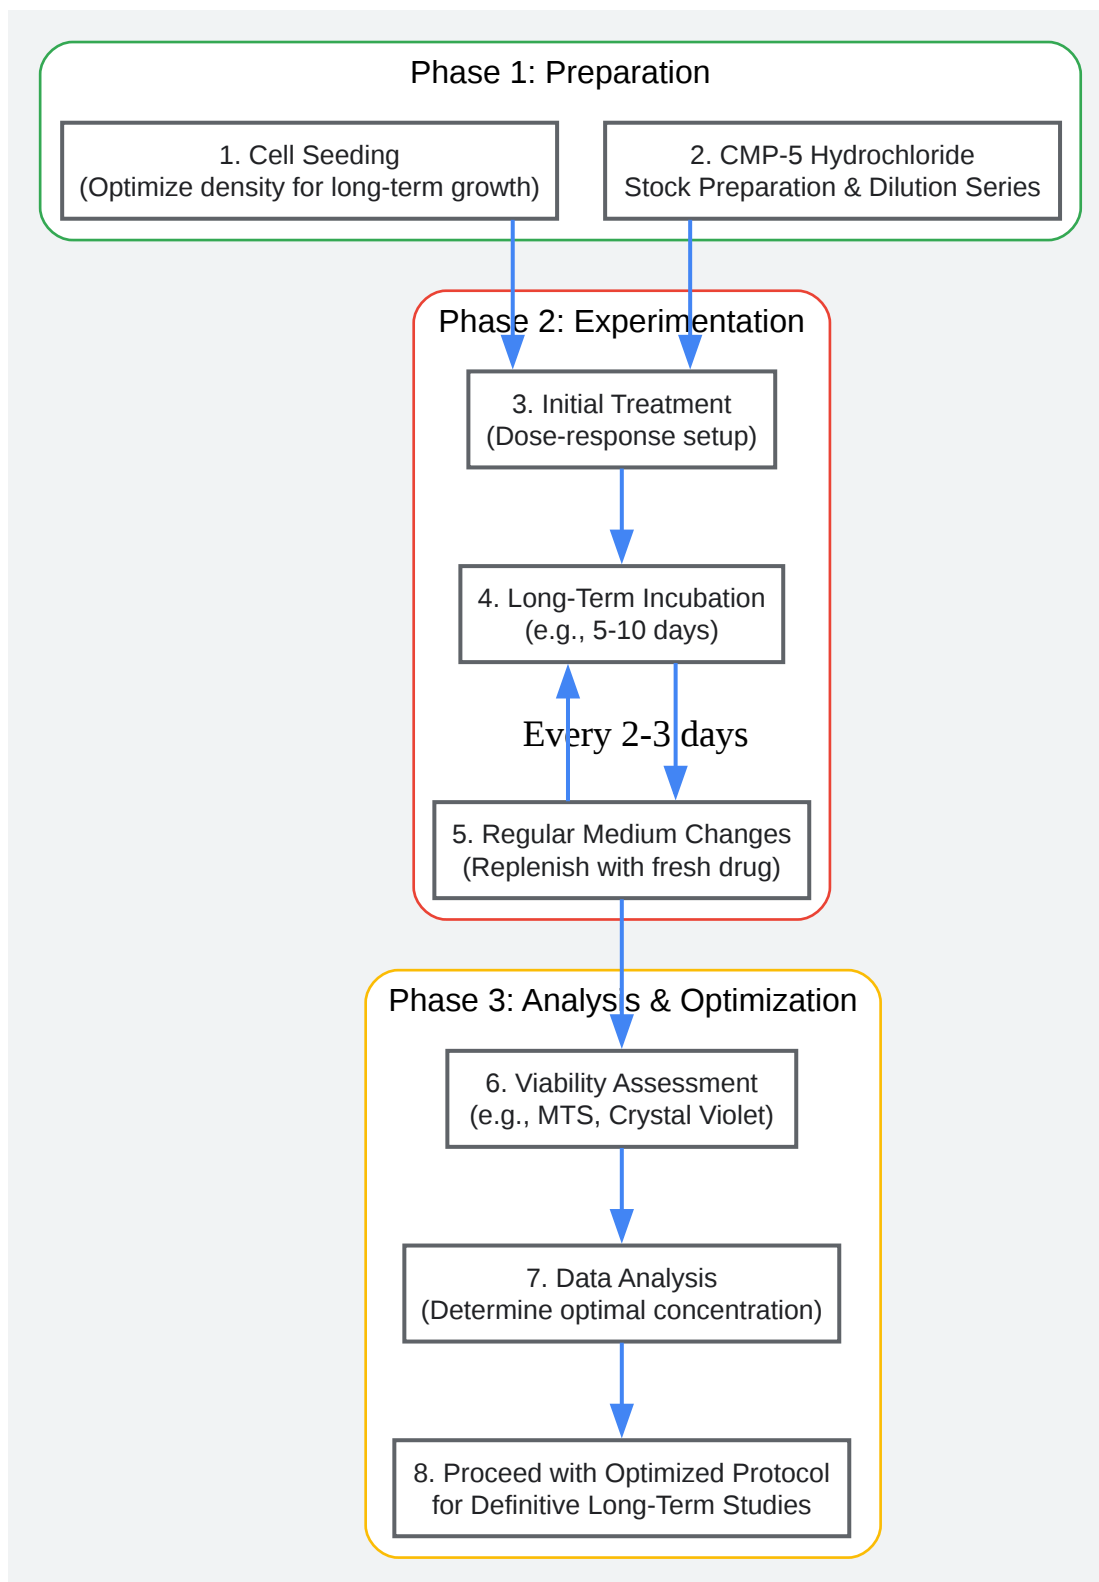 Phase 1: Preparation
1. Cell Seeding
(Optimize density for long-term growth)
2. CMP-5 Hydrochloride
Stock Preparation & Dilution Series
Phase 2: Experimentation
3. Initial Treatment
(Dose-response setup)
4. Long-Term Incubation
(e.g., 5-10 days)
Every 2-3 days
5. Regular Medium Changes
(Replenish with fresh drug)
Phase 3: Analysis & Optimization
6. Viability Assessment
(e.g., MTS, Crystal Violet)
7. Data Analysis
(Determine optimal concentration)
8. Proceed with Optimized Protocol
for Definitive Long-Term Studies